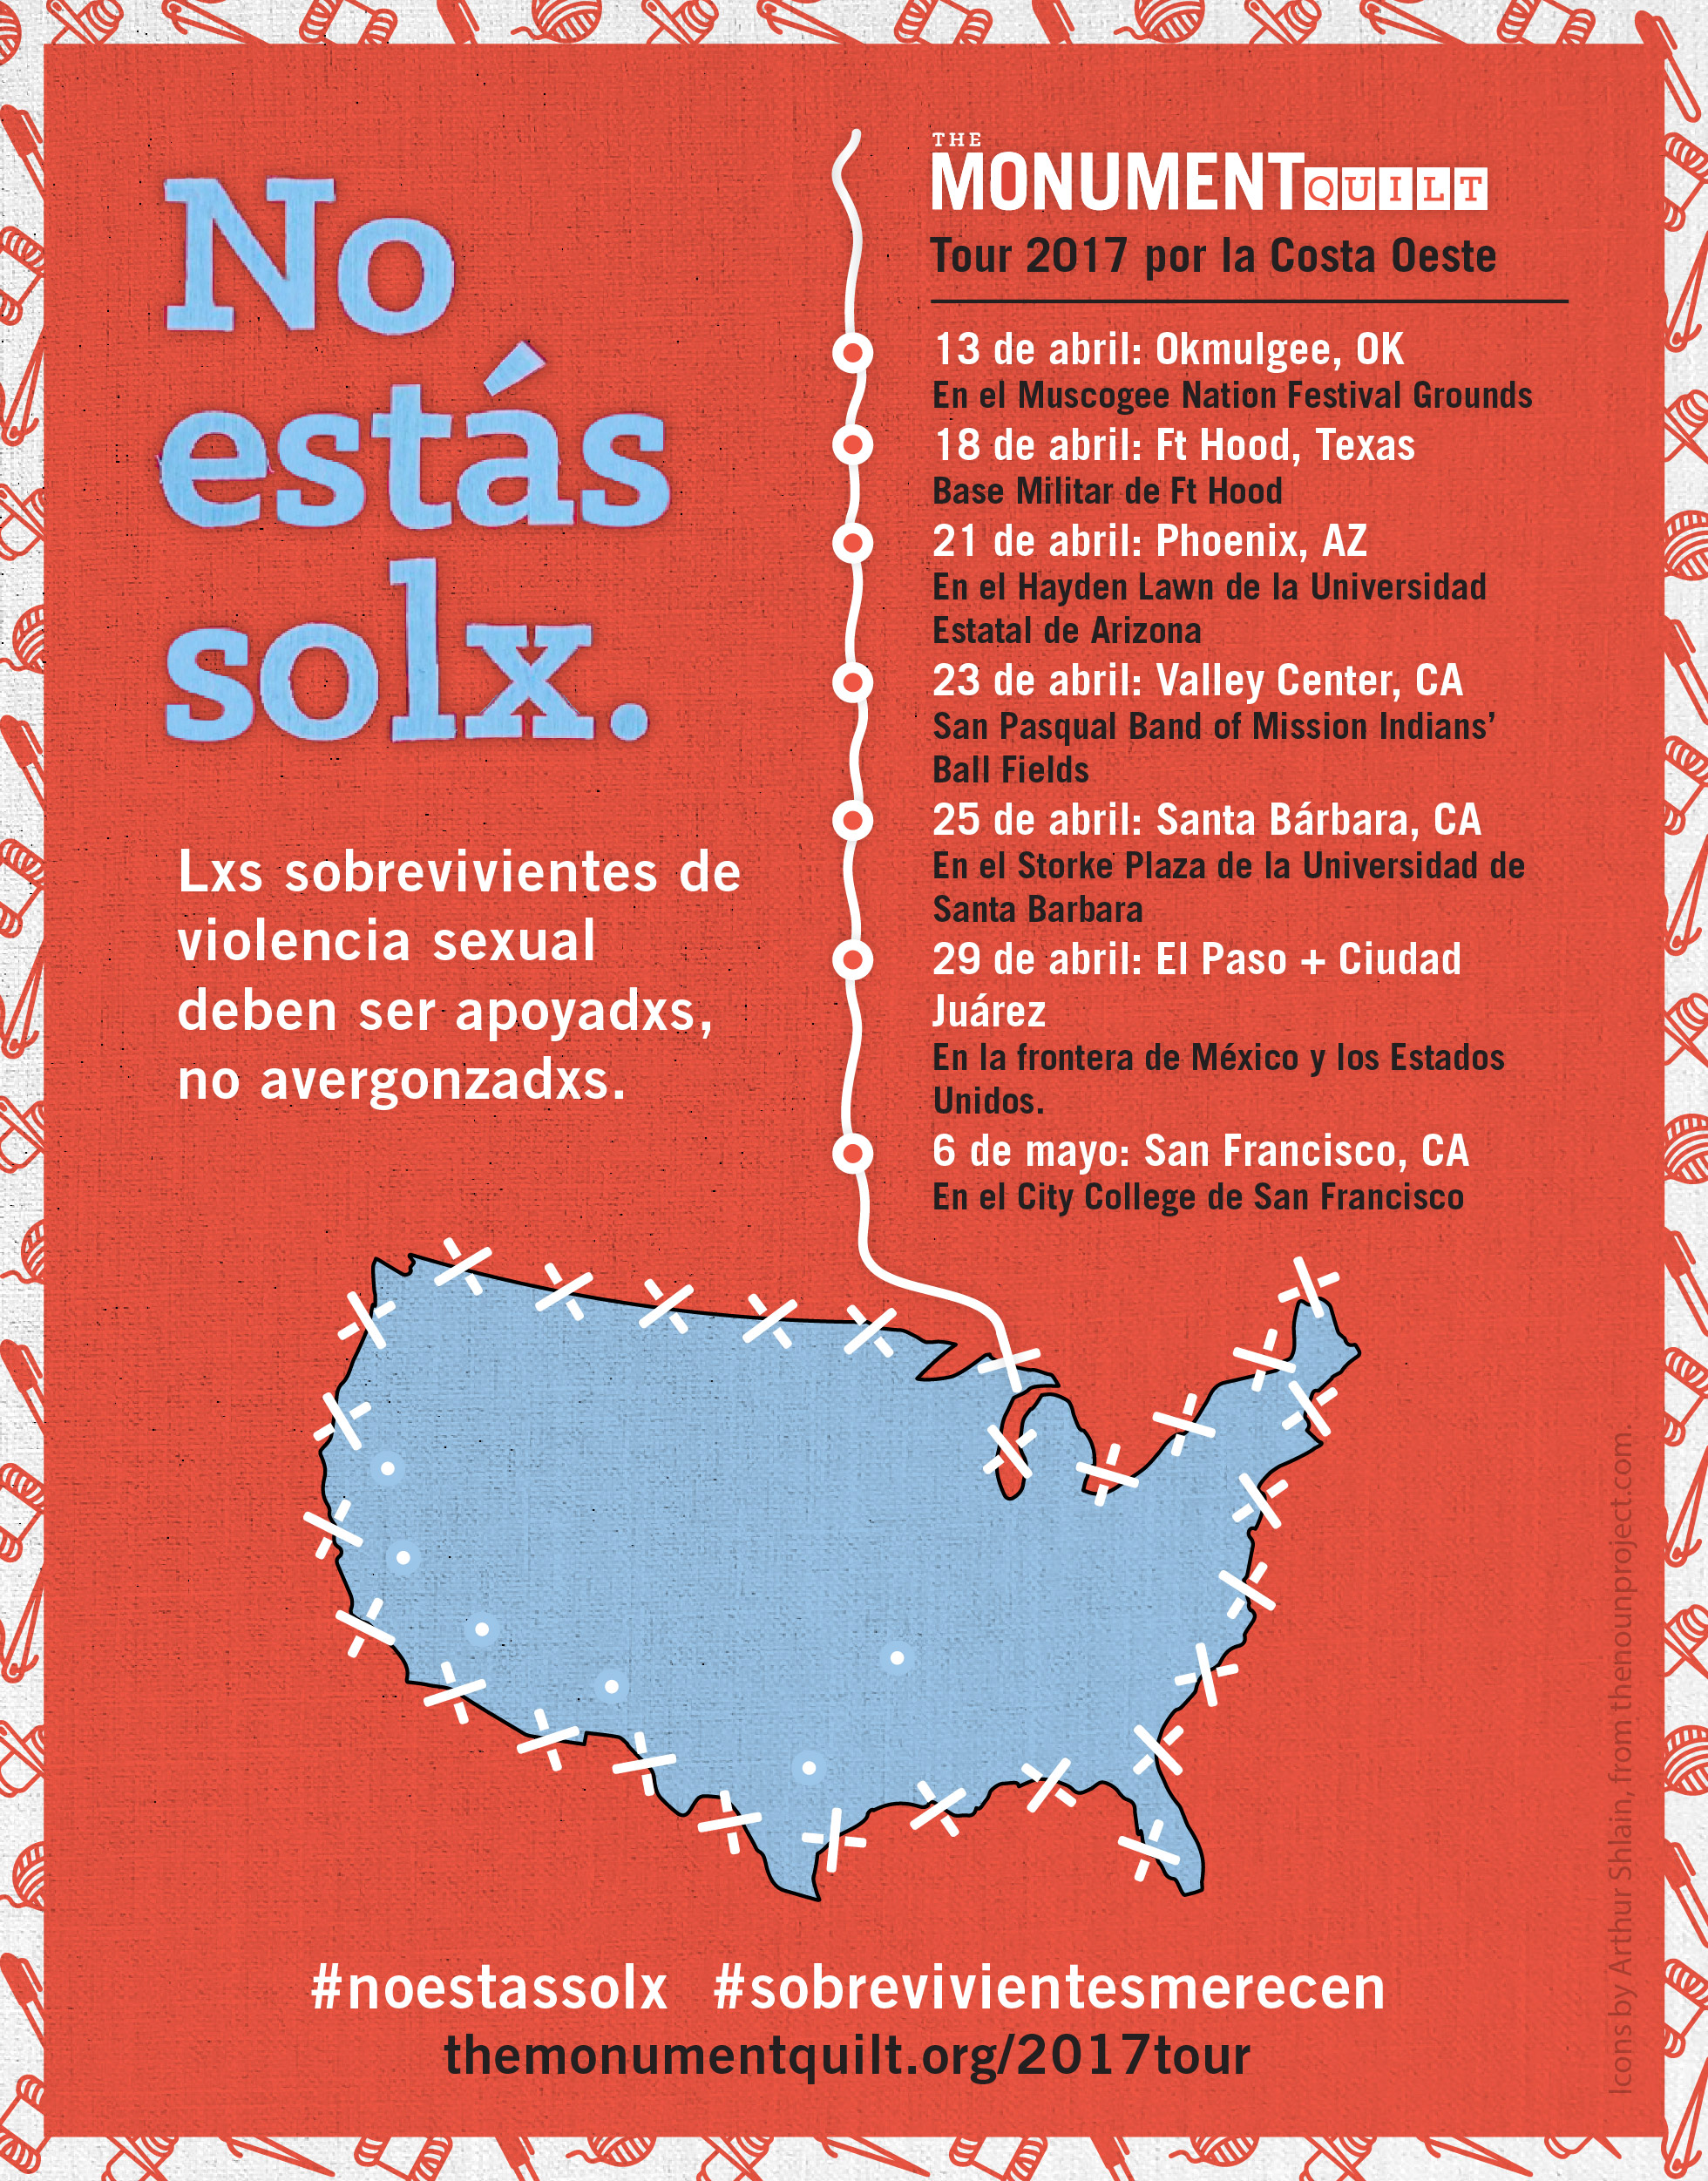 No
estás
solx.
Lxs sobrevivientes de
violencia sexual
deben ser apoyadxs,
no avergonzadxs.
THE
MONUMENT QUILT
Tour 2017 por la Costa Oeste
13 de abril: Okmulgee, OK
En el Muscogee Nation Festival Grounds
18 de abril: Ft Hood, Texas
Base Militar de Ft Hood
21 de abril: Phoenix, AZ
En el Hayden Lawn de la Universidad
Estatal de Arizona
23 de abril: Valley Center, CA
San Pasqual Band of Mission Indians’
Ball Fields
25 de abril: Santa Bárbara, CA
En el Storke Plaza de la Universidad de
Santa Barbara
29 de abril: El Paso + Ciudad
Juárez
En la frontera de México y los Estados
Unidos.
6 de mayo: San Francisco, CA
En el City College de San Francisco
#noestassolx #sobrevivientesmerecen
themonumentquilt.org/2017tour
Icons by Arthur Shlain, from thenounproject.com.